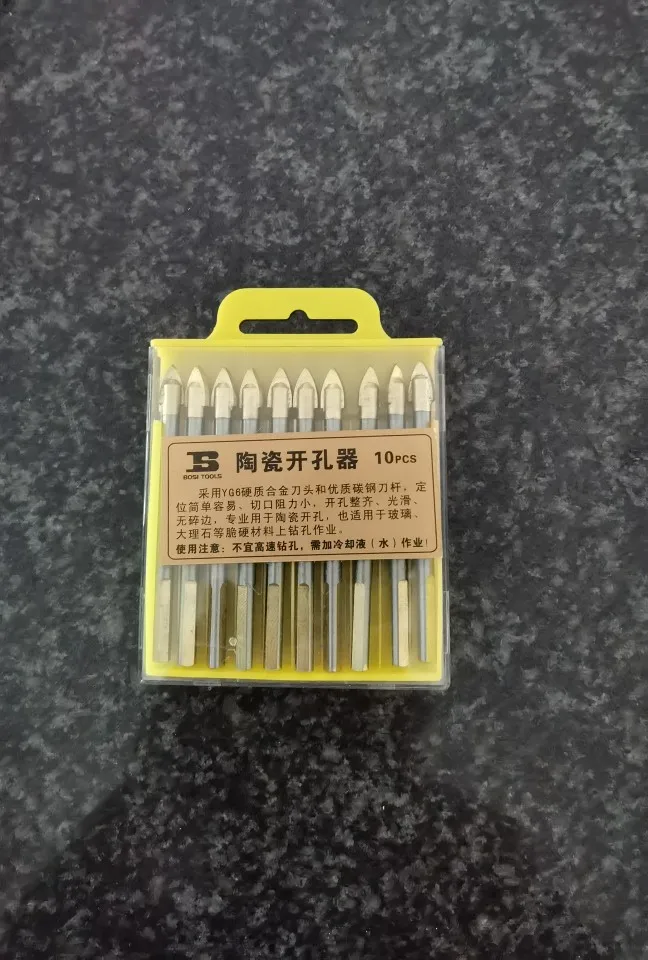 BOSI TOOLS
陶瓷开孔器 10PCS
采用YG6硬质合金刀头和优质碳钢刀杆，定
位简单容易、切口阻力小，开孔整齐、光滑、
无碎边，专业用于陶瓷开孔，也适用于玻璃、
大理石等脆硬材料上钻孔作业。
使用注意：不宜高速钻孔，需加冷却液（水）作业！